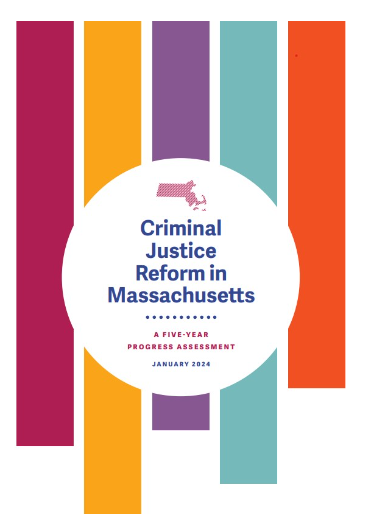 Criminal
Justice
Reform in
Massachusetts
A FIVE-YEAR
PROGRESS ASSESSMENT
JANUARY 2024